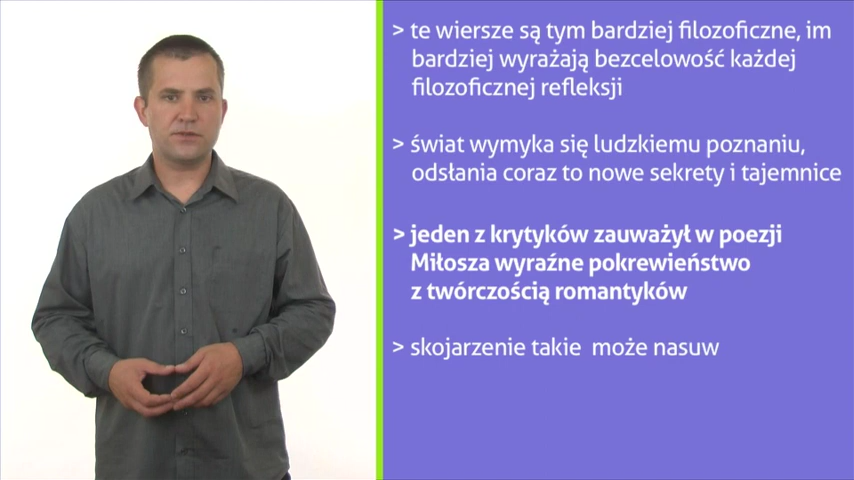 > te wiersze są tym bardziej filozoficzne, im
bardziej wyrażają bezcelowość każdej
filozoficznej refleksji
> świat wymyka się ludzkiemu poznaniu,
odsłania coraz to nowe sekrety i tajemnice
> jeden z krytyków zauważył w poezji
Miłosza wyraźne pokrewieństwo
z twórczością romantyków
> skojarzenie takie może nasuw